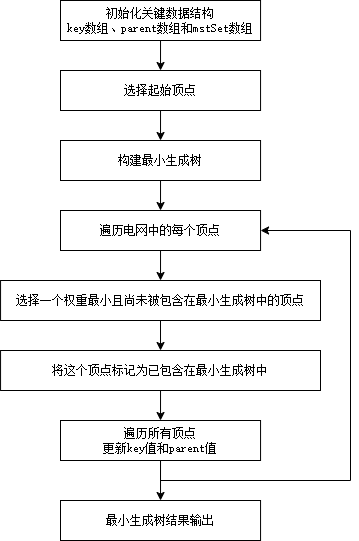 初始化关键数据结构
key数组、parent数组和mstSet数组
选择起始顶点
构建最小生成树
遍历电网中的每个顶点
选择一个权重最小且尚未被包含在最小生成树中的顶点
将这个顶点标记为已包含在最小生成树中
遍历所有顶点
更新key值和parent值
最小生成树结果输出